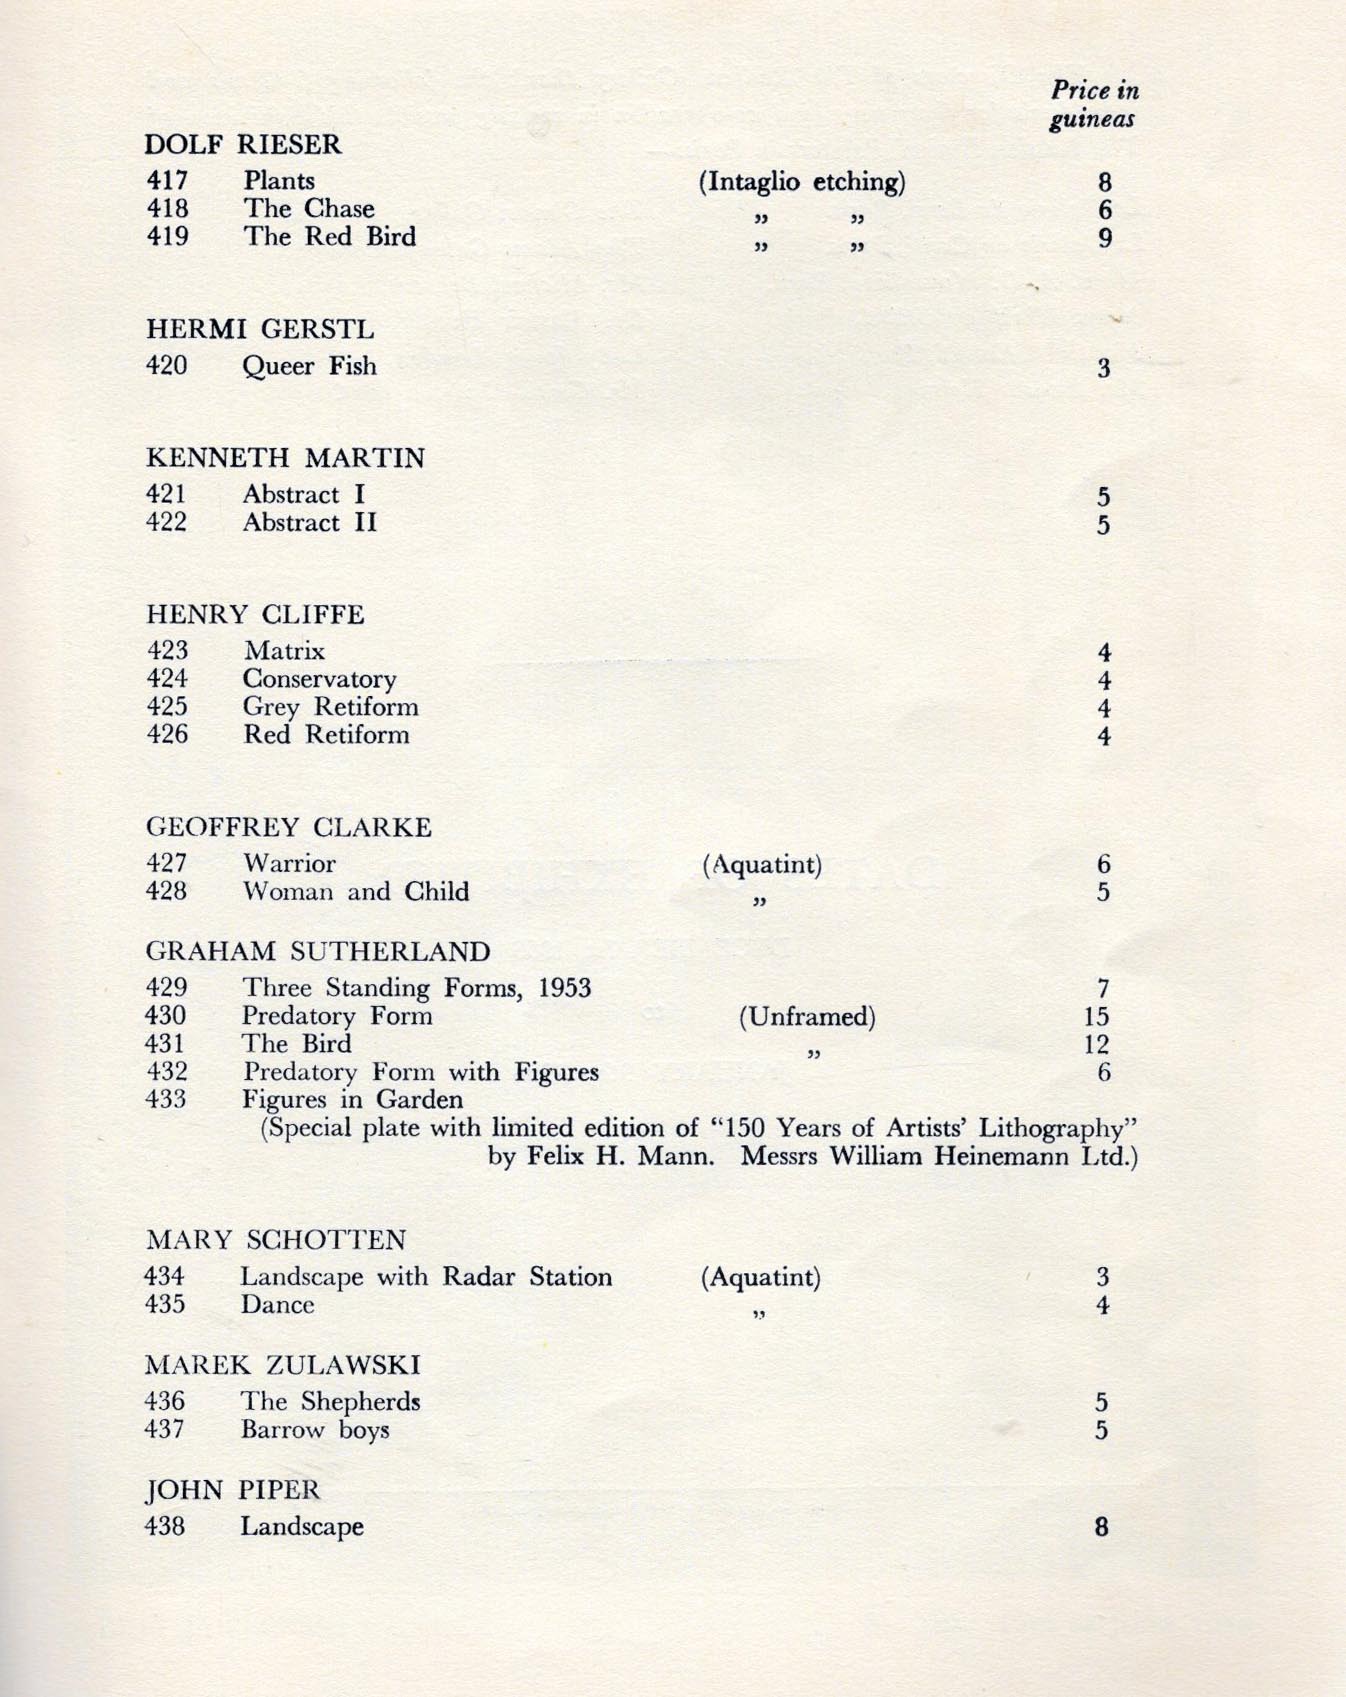 Price in
guineas
DOLF RIESER
417 Plants (Intaglio etching) 8
418 The Chase ” ” 6
419 The Red Bird ” ” 9
HERMI GERSTL
420 Queer Fish 3
KENNETH MARTIN
421 Abstract I 5
422 Abstract II 5
HENRY CLIFFE
423 Matrix 4
424 Conservatory 4
425 Grey Retiform 4
426 Red Retiform 4
GEOFFREY CLARKE
427 Warrior (Aquatint) 6
428 Woman and Child ” 5
GRAHAM SUTHERLAND
429 Three Standing Forms, 1953 7
430 Predatory Form (Unframed) 15
431 The Bird ” 12
432 Predatory Form with Figures 6
433 Figures in Garden
(Special plate with limited edition of “150 Years of Artists’ Lithography”
by Felix H. Mann. Messrs William Heinemann Ltd.)
MARY SCHOTTEN
434 Landscape with Radar Station (Aquatint) 3
435 Dance ” 4
MAREK ZULAWSKI
436 The Shepherds 5
437 Barrow boys 5
JOHN PIPER
438 Landscape 8